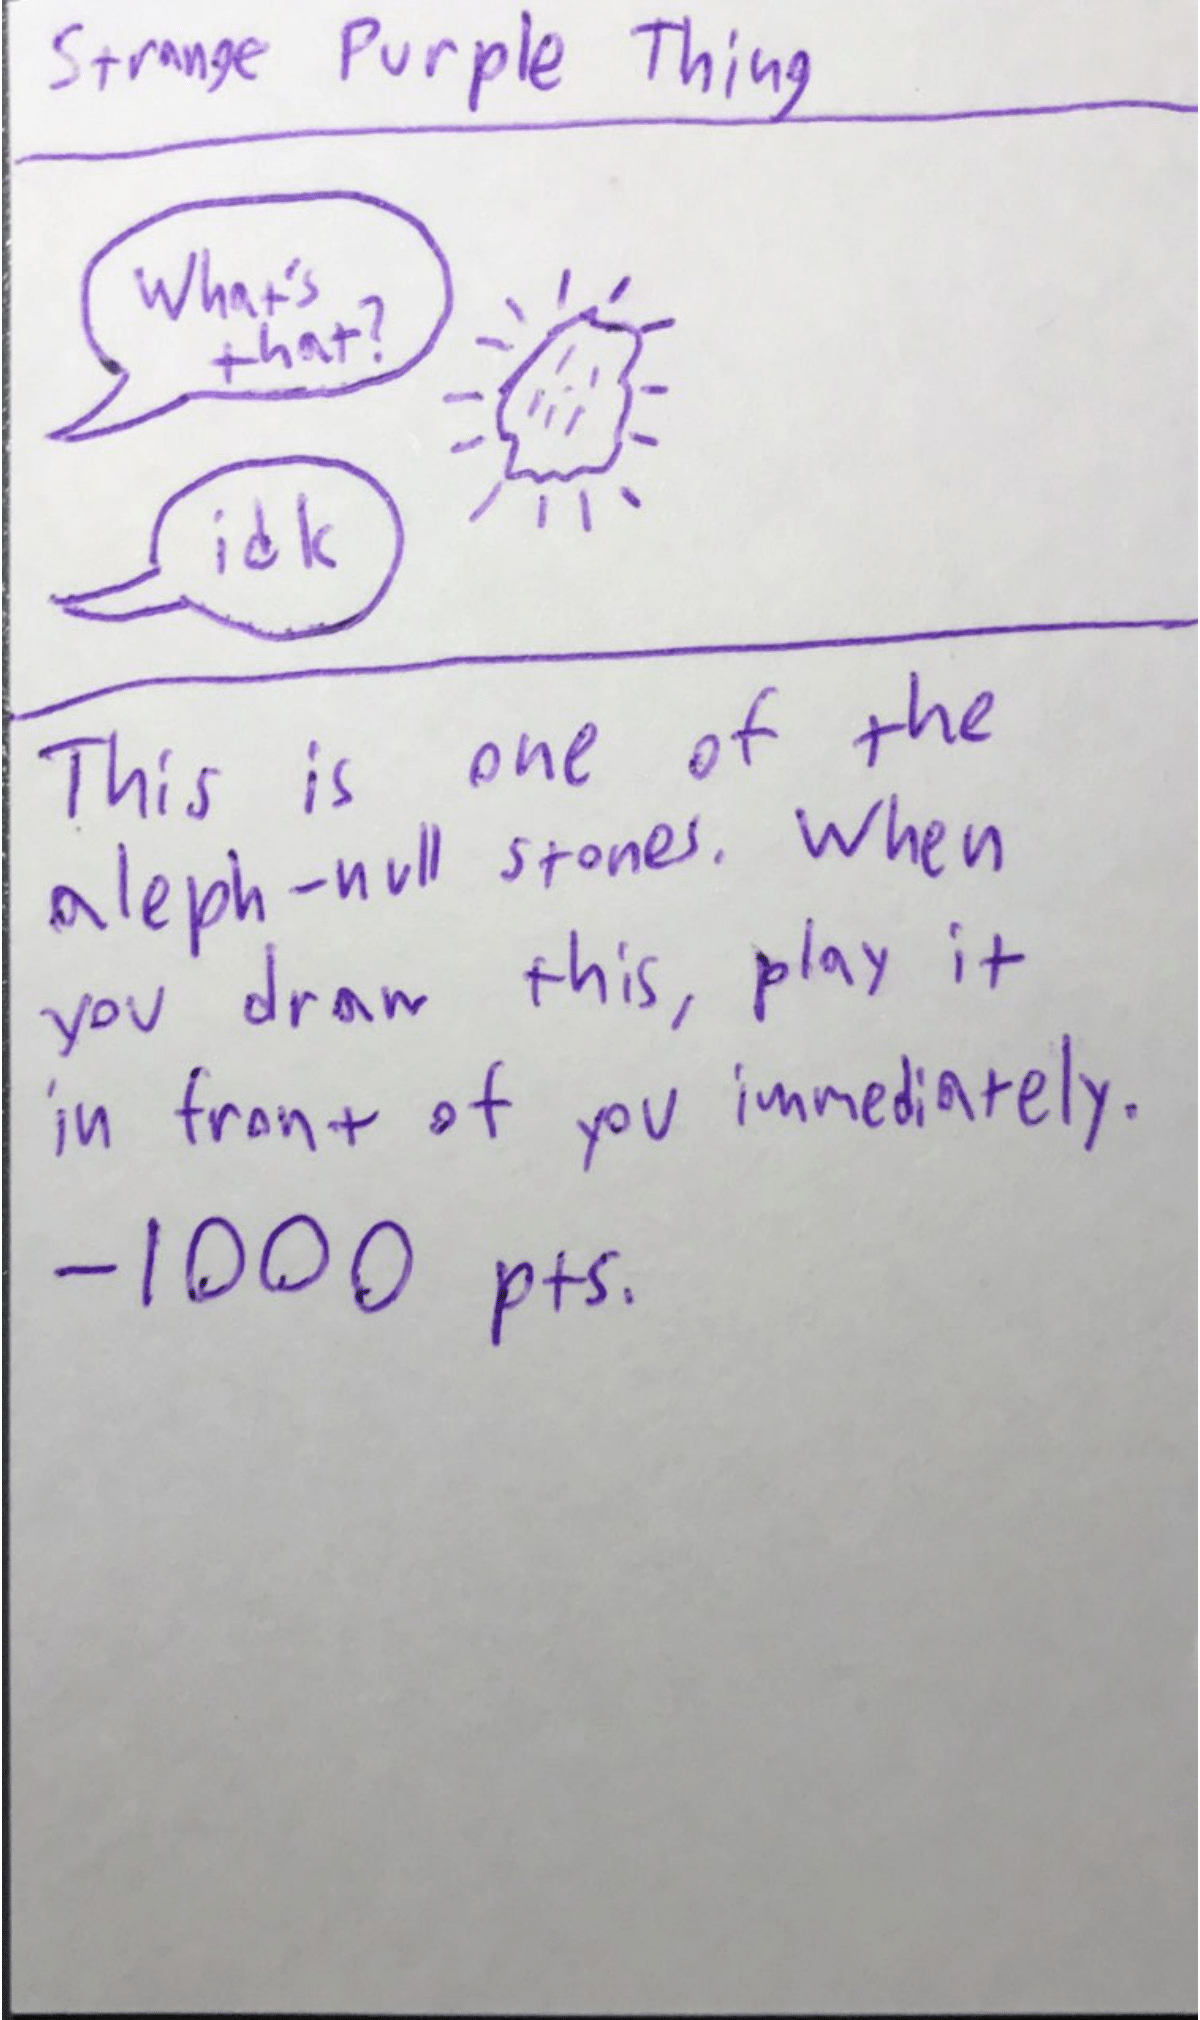 Strange Purple Thing
What's
that?
idk
This is one of the
aleph-null stones. When
you draw this, play it
in front of you immediately.
-1000 pts.